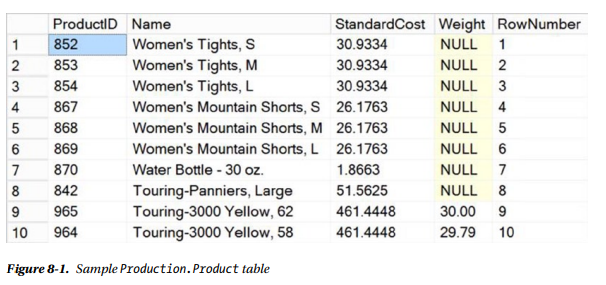 ProductID Name StandardCost Weight RowNumber
1 852 Women's Tights, S 30.9334 NULL 1
2 853 Women's Tights, M 30.9334 NULL 2
3 854 Women's Tights, L 30.9334 NULL 3
4 867 Women's Mountain Shorts, S 26.1763 NULL 4
5 868 Women's Mountain Shorts, M 26.1763 NULL 5
6 869 Women's Mountain Shorts, L 26.1763 NULL 6
7 870 Water Bottle - 30 oz. 1.8663 NULL 7
8 842 Touring-Panniers, Large 51.5625 NULL 8
9 965 Touring-3000 Yellow, 62 461.4448 30.00 9
10 964 Touring-3000 Yellow, 58 461.4448 29.79 10
Figure 8-1. Sample Production.Product table